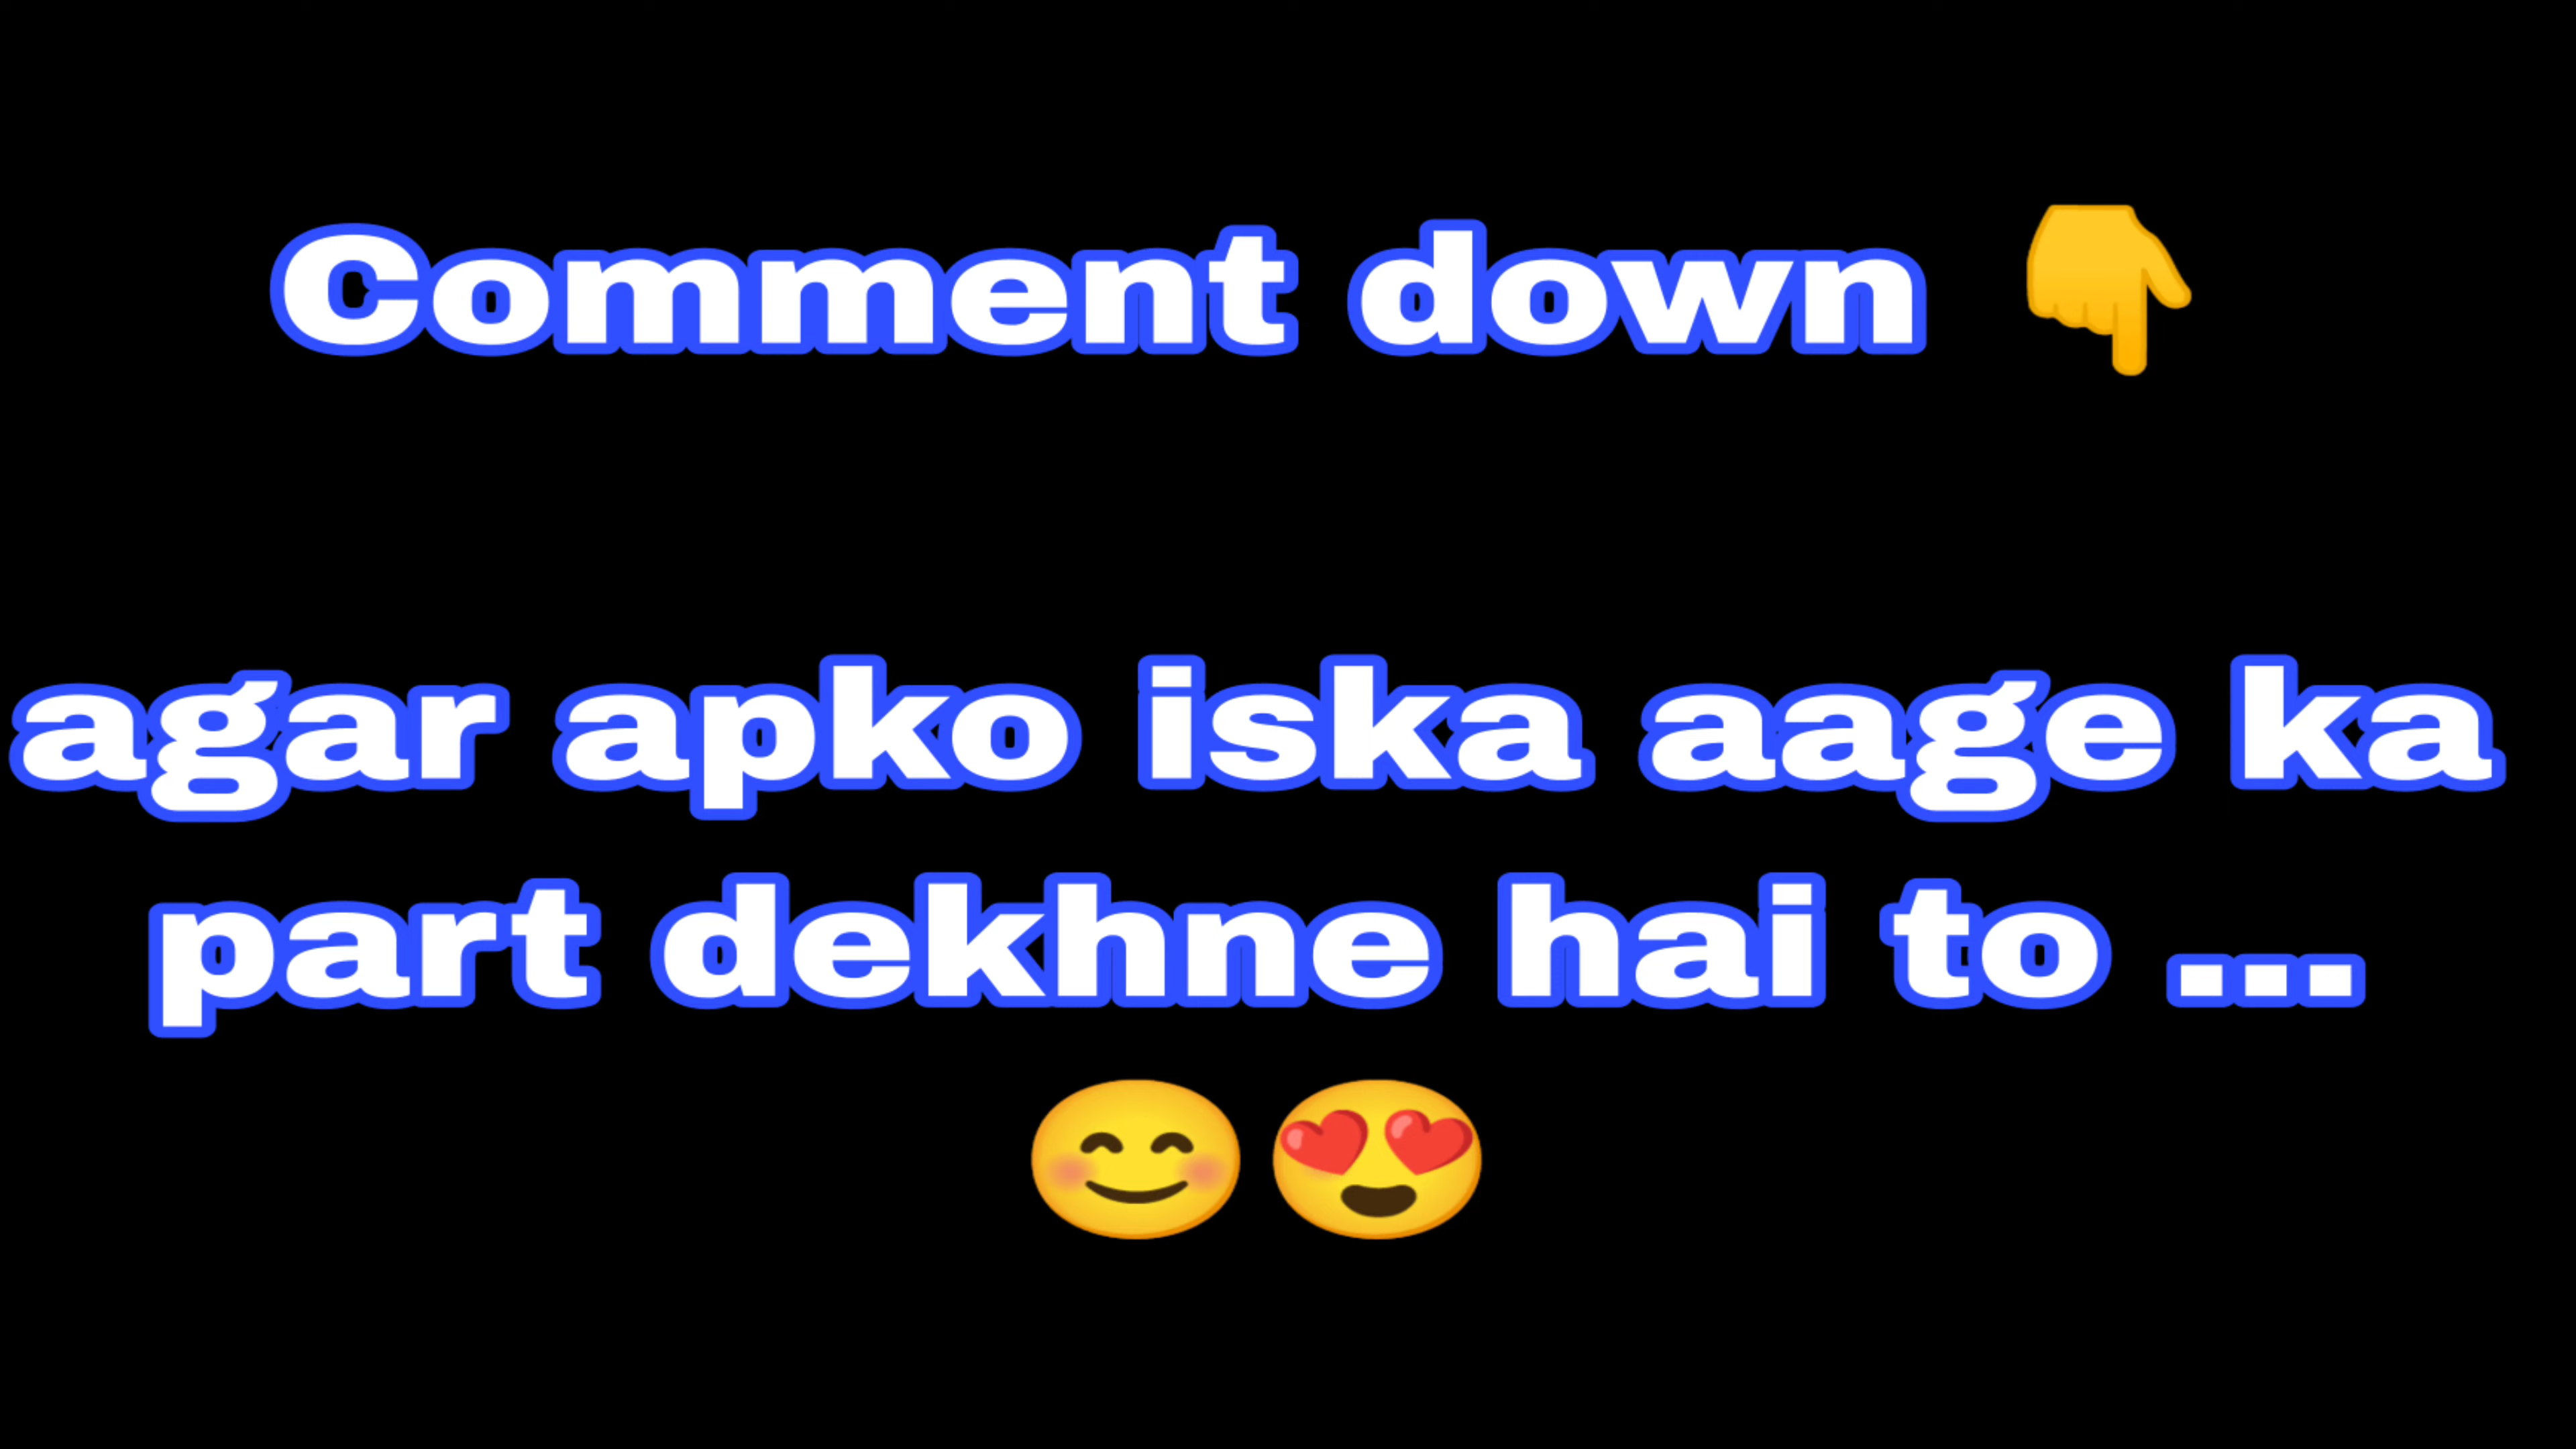 Comment down 👇
agar apko iska aage ka
part dekhne hai to ...
😊😍